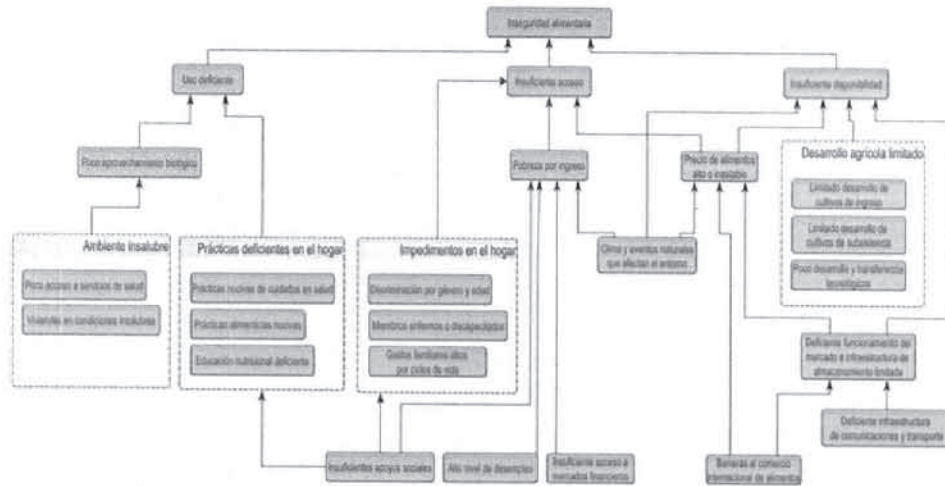 Inseguridad alimentaria
Uso deficiente
Insuficiente acceso
Insuficiente disponibilidad
Poco aprovechamiento biológico
Pobreza por ingreso
Precio de alimentos
alto o inestable
Desarrollo agrícola limitado
Limitado desarrollo de
cultivos de ingreso
Limitado desarrollo de
cultivos de subsistencia
Poco desarrollo y transferencia
tecnológicos
Clima y eventos naturales
que afectan el entorno
Ambiente insalubre
Poco acceso a servicios de salud
Viviendas en condiciones insalubres
Prácticas deficientes en el hogar
Prácticas nocivas de cuidados en salud
Prácticas alimenticias nocivas
Educación nutricional deficiente
Impedimentos en el hogar
Discriminación por género y edad
Miembros enfermos o discapacitados
Gastos familiares altos
por ciclos de vida
Deficiente funcionamiento del
mercado e infraestructura de
almacenamiento limitada
Deficiente infraestructura
de comunicaciones y transporte
Insuficientes apoyos sociales
Alto nivel de desempleo
Insuficiente acceso a
mercados financieros
Barreras al comercio
internacional de alimentos